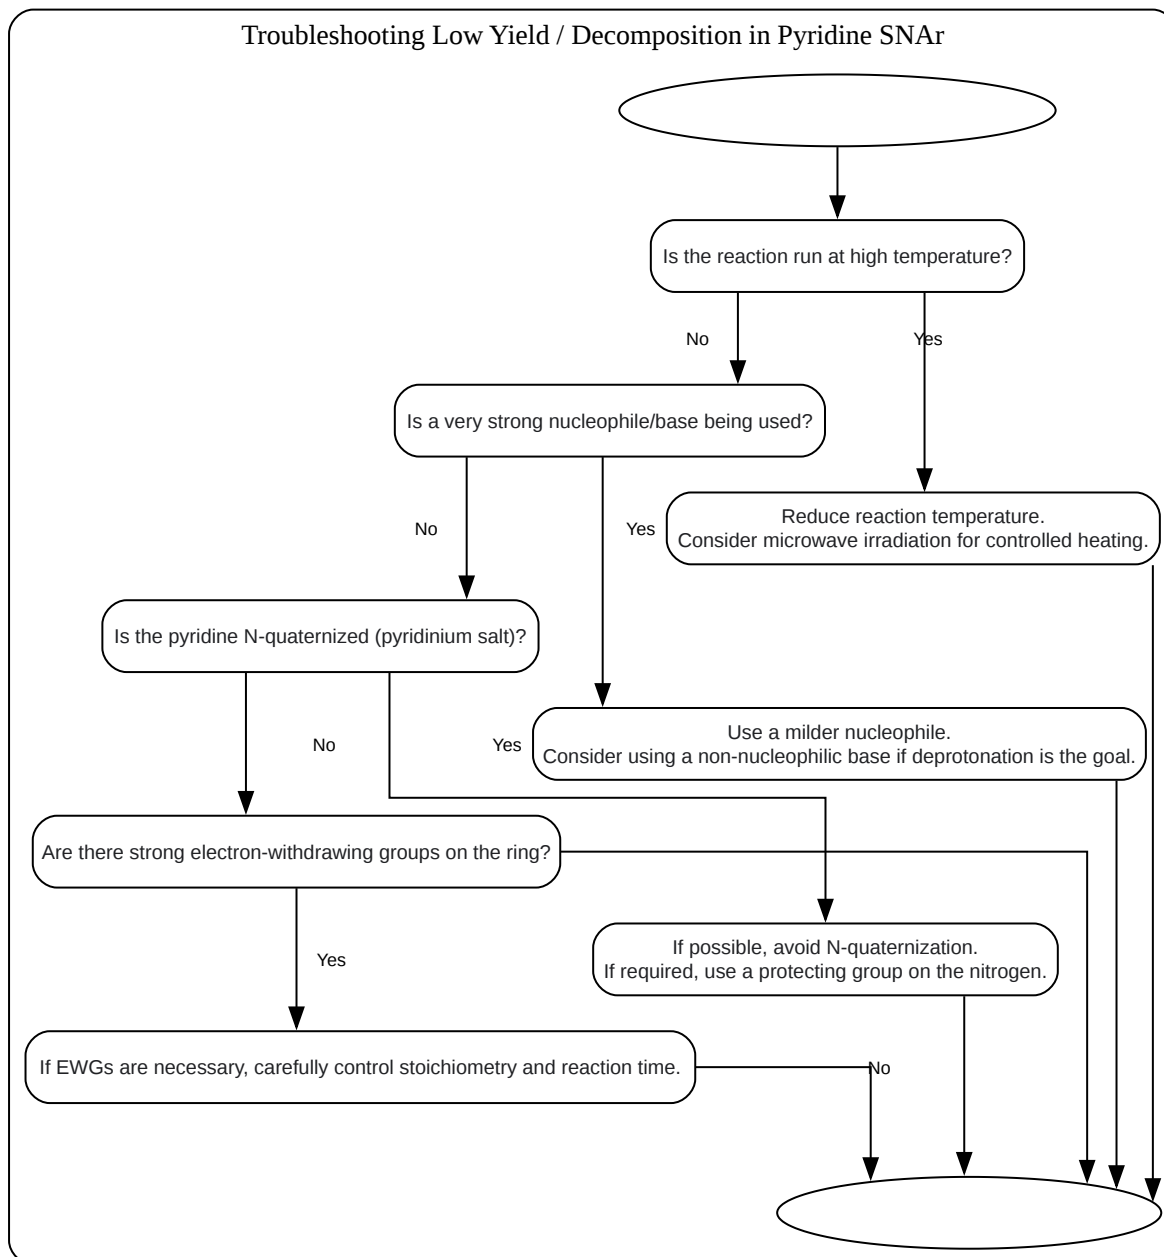 Troubleshooting Low Yield / Decomposition in Pyridine SNAr
Is the reaction run at high temperature?
No
Yes
Is a very strong nucleophile/base being used?
Reduce reaction temperature.
Consider microwave irradiation for controlled heating.
No
Yes
Is the pyridine N-quaternized (pyridinium salt)?
Use a milder nucleophile.
Consider using a non-nucleophilic base if deprotonation is the goal.
No
Yes
Are there strong electron-withdrawing groups on the ring?
If possible, avoid N-quaternization.
If required, use a protecting group on the nitrogen.
Yes
If EWGs are necessary, carefully control stoichiometry and reaction time.
No